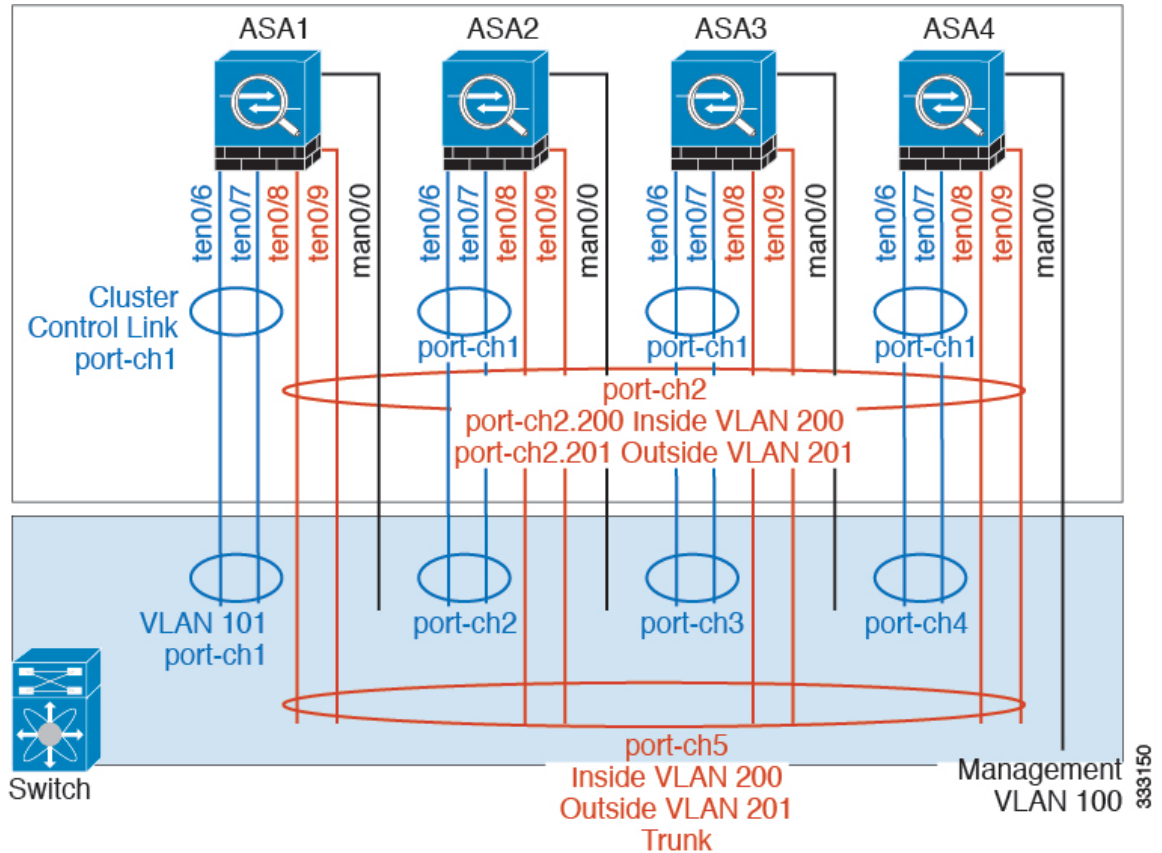 ASA1
ASA2
ASA3
ASA4
ten0/6
ten0/7
ten0/8
ten0/9
man0/0
ten0/6
ten0/7
ten0/8
ten0/9
man0/0
ten0/6
ten0/7
ten0/8
ten0/9
man0/0
ten0/6
ten0/7
ten0/8
ten0/9
man0/0
Cluster
Control Link
port-ch1
port-ch1
port-ch1
port-ch1
port-ch2
port-ch2.200 Inside VLAN 200
port-ch2.201 Outside VLAN 201
VLAN 101
port-ch1
port-ch2
port-ch3
port-ch4
Switch
port-ch5
Inside VLAN 200
Outside VLAN 201
Trunk
Management
VLAN 100
333150